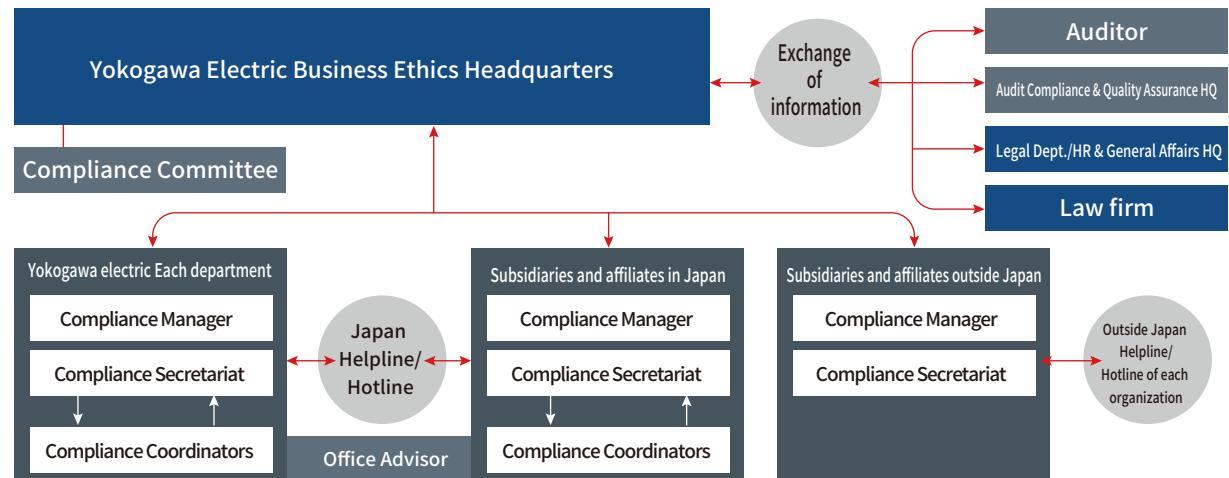 Yokogawa Electric Business Ethics Headquarters
Exchange
of
information
Auditor
Audit Compliance & Quality Assurance HQ
Legal Dept./HR & General Affairs HQ
Law firm
Compliance Committee
Yokogawa electric Each department
Compliance Manager
Compliance Secretariat
Compliance Coordinators
Japan
Helpline/
Hotline
Office Advisor
Subsidiaries and affiliates in Japan
Compliance Manager
Compliance Secretariat
Compliance Coordinators
Subsidiaries and affiliates outside Japan
Compliance Manager
Compliance Secretariat
Outside Japan
Helpline/
Hotline of each
organization